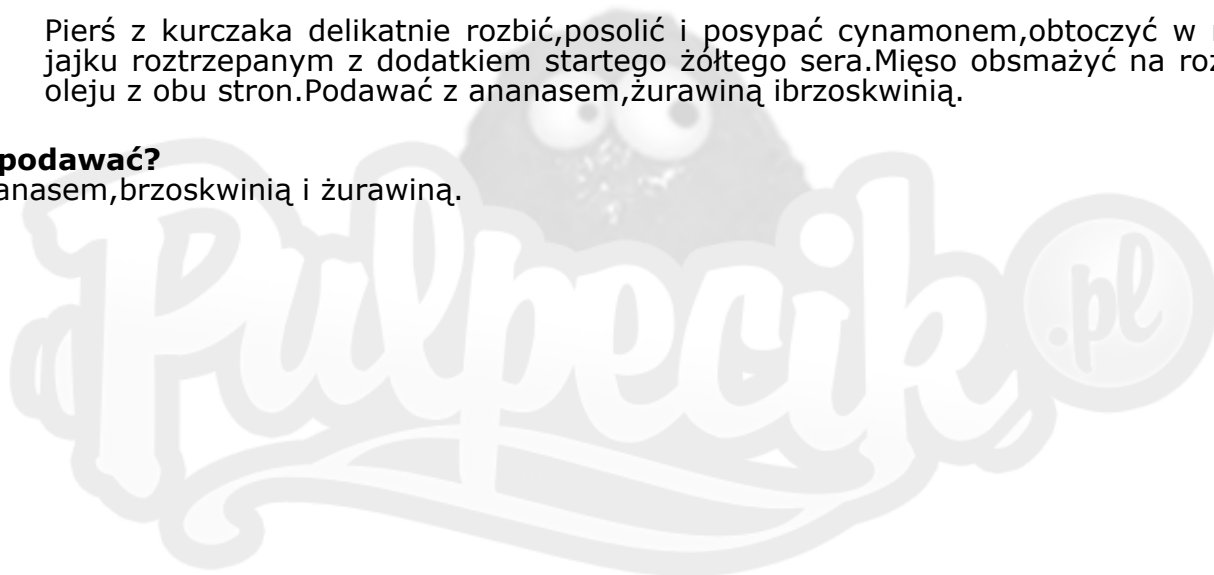 Pierś z kurczaka delikatnie rozbić,posolić i posypać cynamonem,obtoczyć w
jajku roztrzepanym z dodatkiem startego żółtego sera.Mięso obsmażyć na
oleju z obu stron.Podawać z ananasem,żurawiną ibrzoskwinią.
podawać?
anasem,brzoskwinią i żurawiną.
Pulpecik.pl